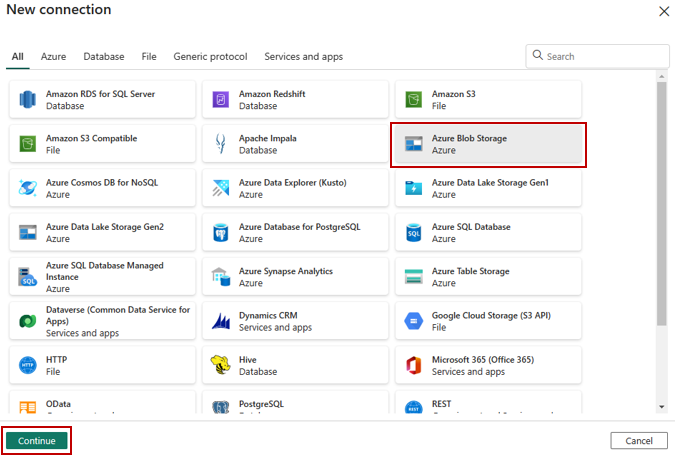 New connection
All Azure Database File Generic protocol Services and apps Search
Amazon RDS for SQL Server
Database
Amazon Redshift
Database
Amazon S3
File
Amazon S3 Compatible
File
Apache Impala
Database
Azure Blob Storage
Azure
Azure Cosmos DB for NoSQL
Azure
Azure Data Explorer (Kusto)
Azure
Azure Data Lake Storage Gen1
Azure
Azure Data Lake Storage Gen2
Azure
Azure Database for PostgreSQL
Azure
Azure SQL Database
Azure
Azure SQL Database Managed
Instance
Azure
Azure Synapse Analytics
Azure
Azure Table Storage
Azure
Dataverse (Common Data Service for
Apps)
Services and apps
Dynamics CRM
Services and apps
Google Cloud Storage (S3 API)
File
HTTP
File
Hive
Database
Microsoft 365 (Office 365)
Services and apps
OData
PostgreSQL
REST
Continue
Cancel